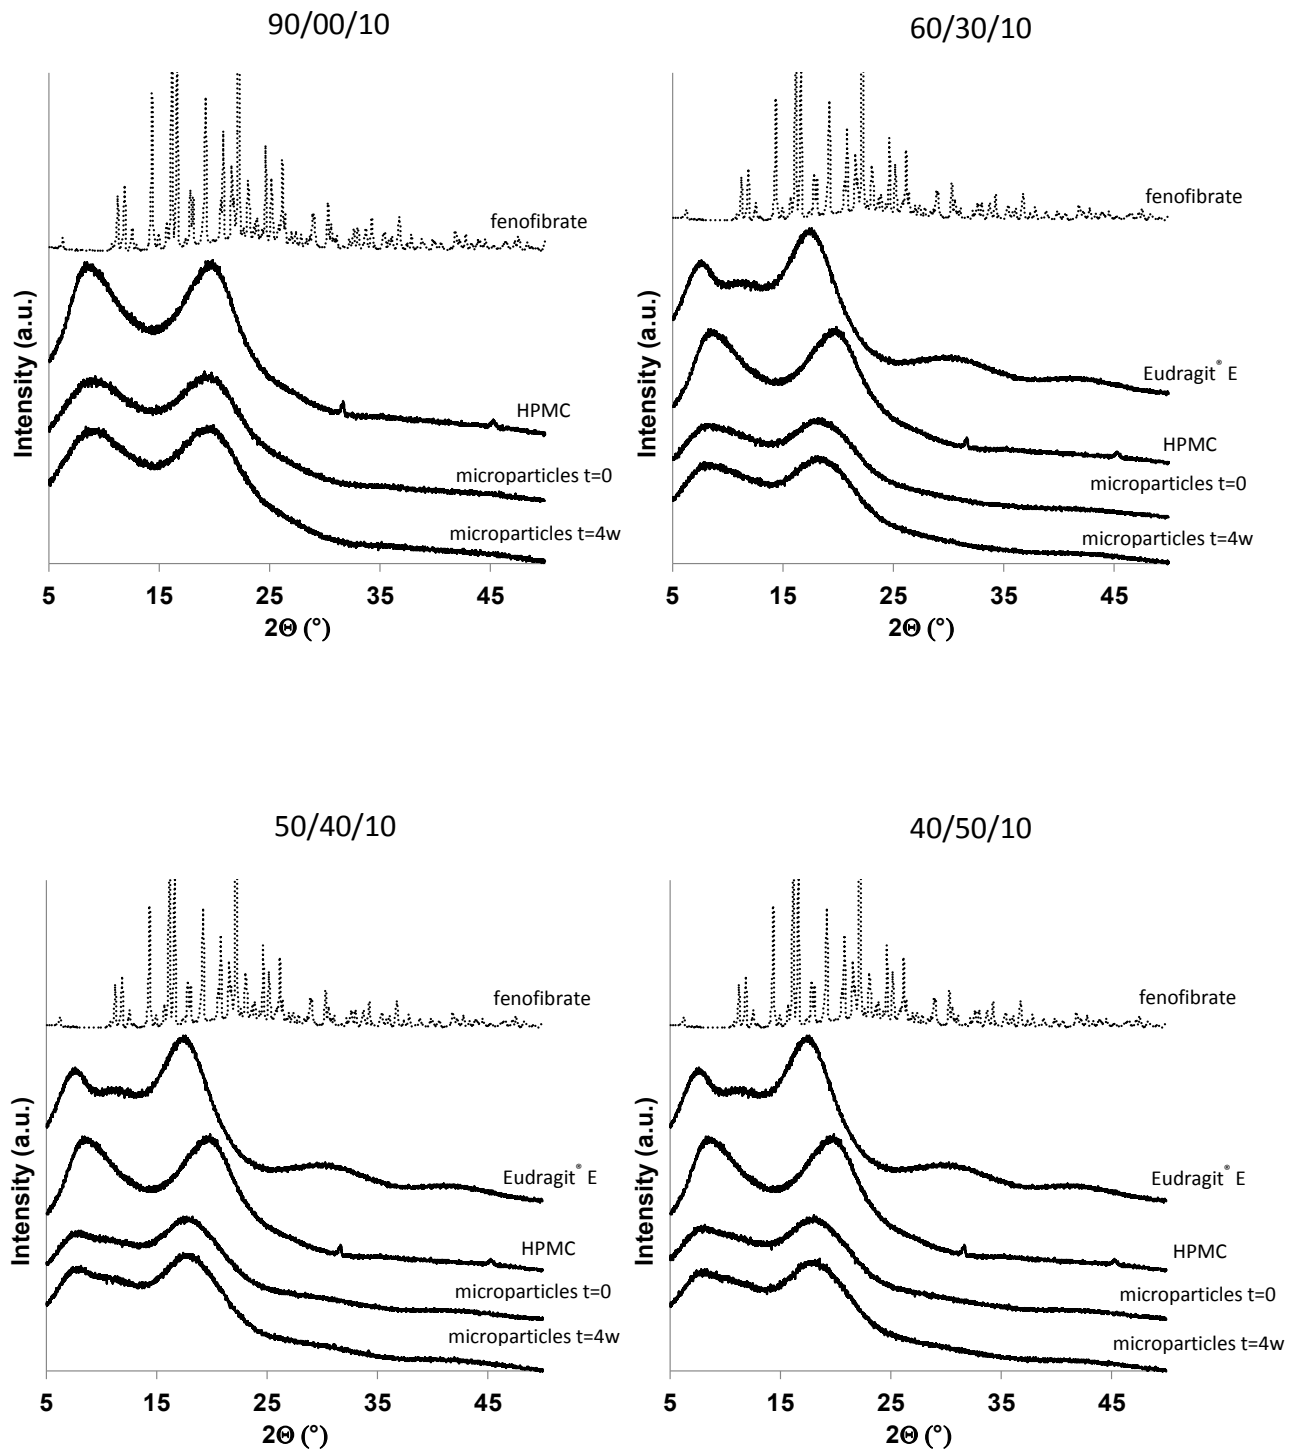 90/00/10
fenofibrate
HPMC
microparticles t=0
microparticles t=4w
Intensity (a.u.)
5 15 25 35 45
2Θ (°)
60/30/10
fenofibrate
Eudragit® E
HPMC
microparticles t=0
microparticles t=4w
Intensity (a.u.)
5 15 25 35 45
2Θ (°)
50/40/10
fenofibrate
Eudragit® E
HPMC
microparticles t=0
microparticles t=4w
Intensity (a.u.)
5 15 25 35 45
2Θ (°)
40/50/10
fenofibrate
Eudragit® E
HPMC
microparticles t=0
microparticles t=4w
Intensity (a.u.)
5 15 25 35 45
2Θ (°)